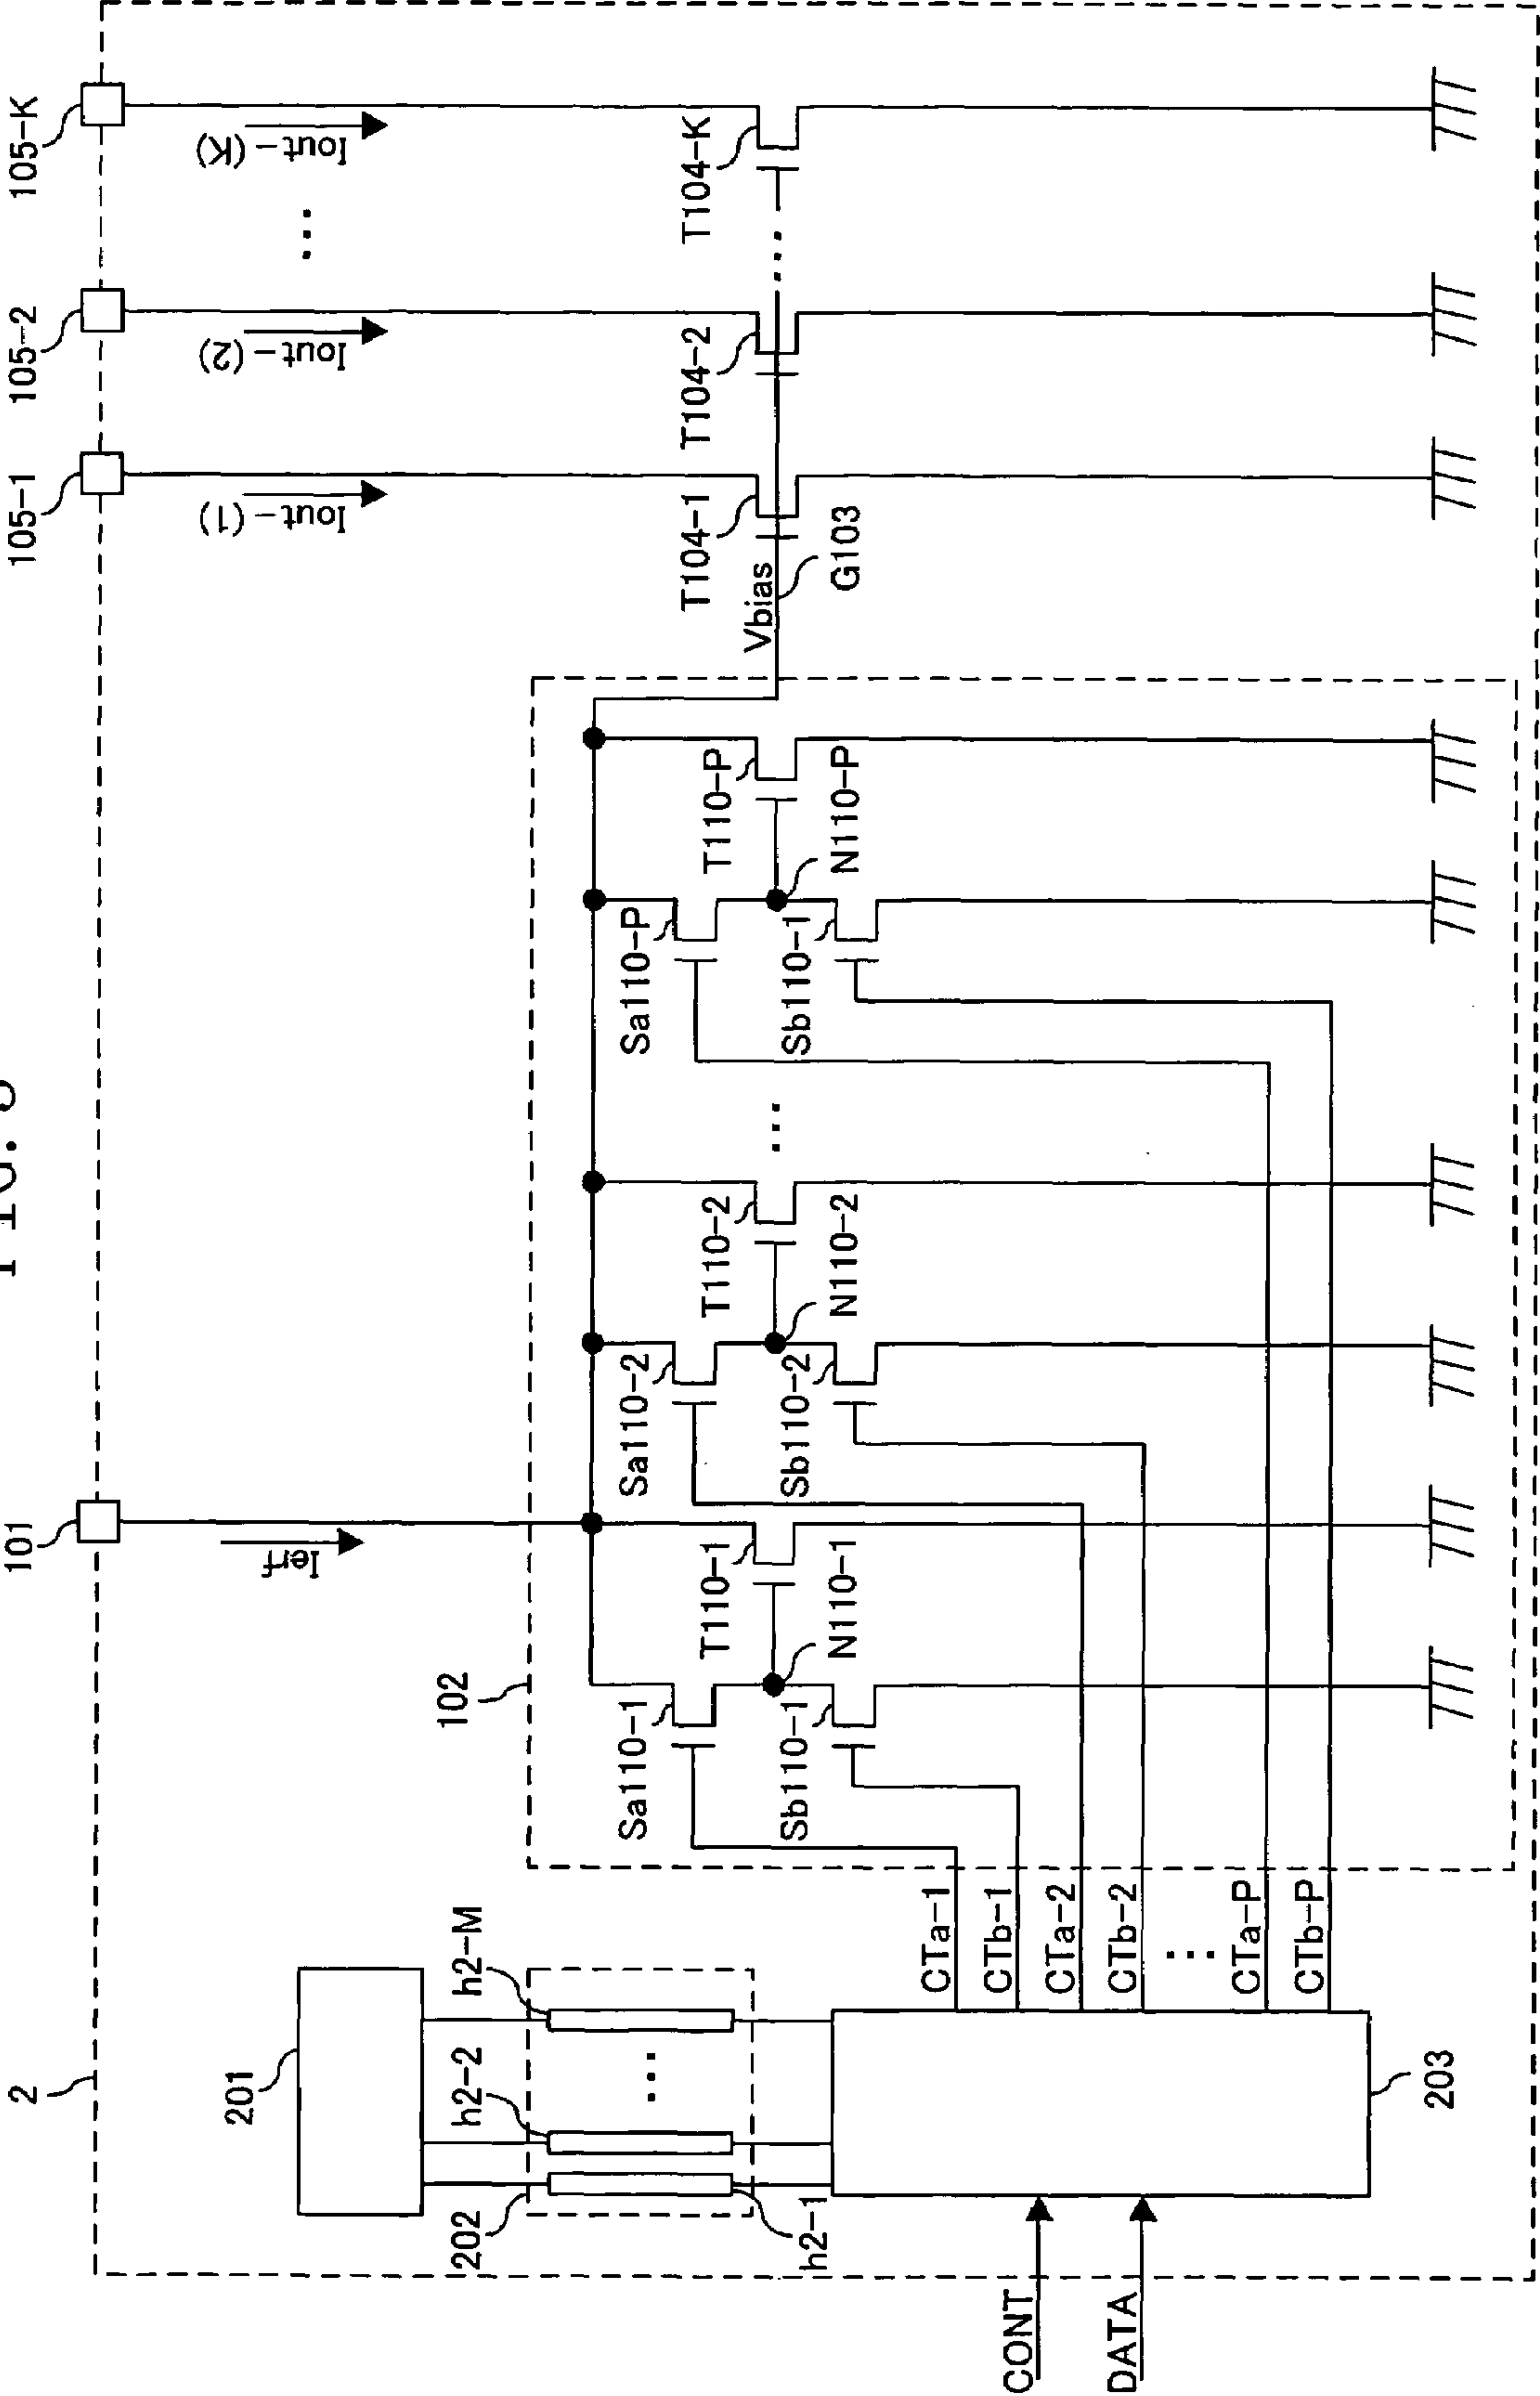 FIG. 
2
101
105-1
105-2
105-K
Ierf
Iout-(1)
Iout-(2)
...
Iout-(K)
201
202
h2-1
h2-2
...
h2-M
203
CONT
DATA
CTa-1
CTb-1
CTa-2
CTb-2
...
CTa-P
CTb-P
102
Sa110-1
Sb110-1
T110-1
N110-1
Sa110-2
Sb110-2
T110-2
N110-2
...
Sa110-P
Sb110-1
T110-P
N110-P
Vbias
G103
T104-1
T104-2
...
T104-K